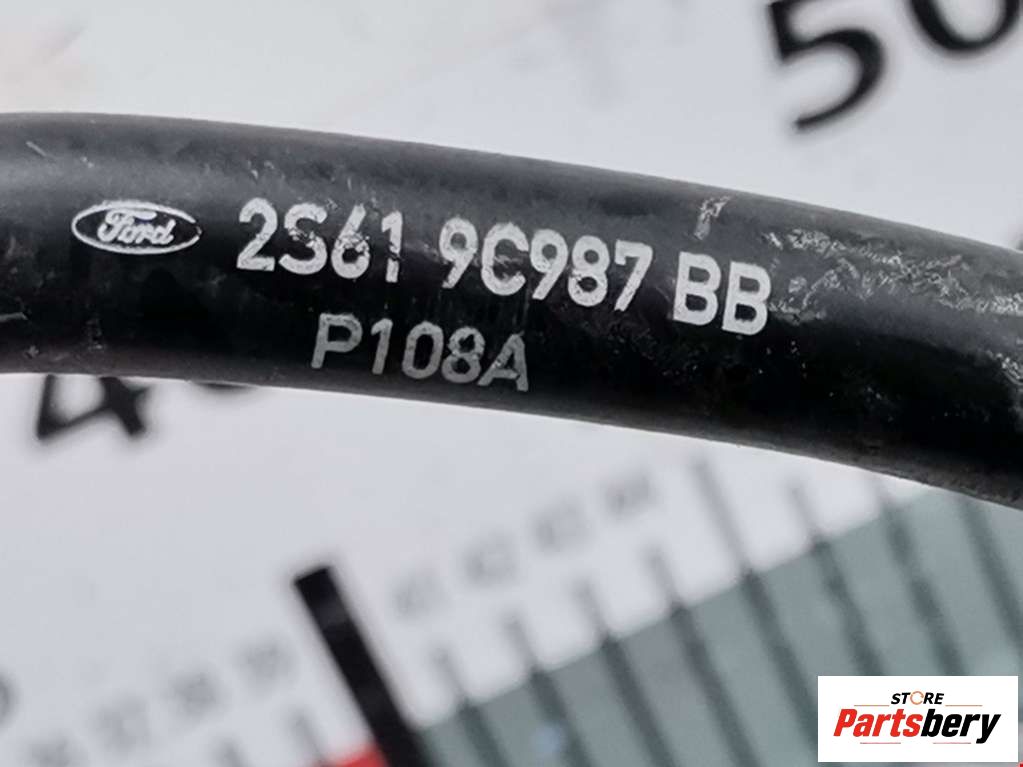 50
Ford
2S61 9C987 BB
P108A
STORE
Partsbery